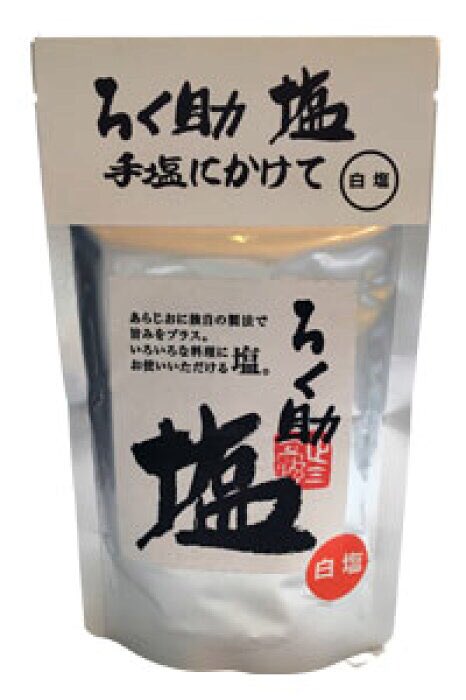 ろく助 塩
手塩にかけて
白塩
あらじおに独自の製法で
旨みをプラス。
いろいろな料理に
お使いいただける塩。
ろく助
塩
白塩